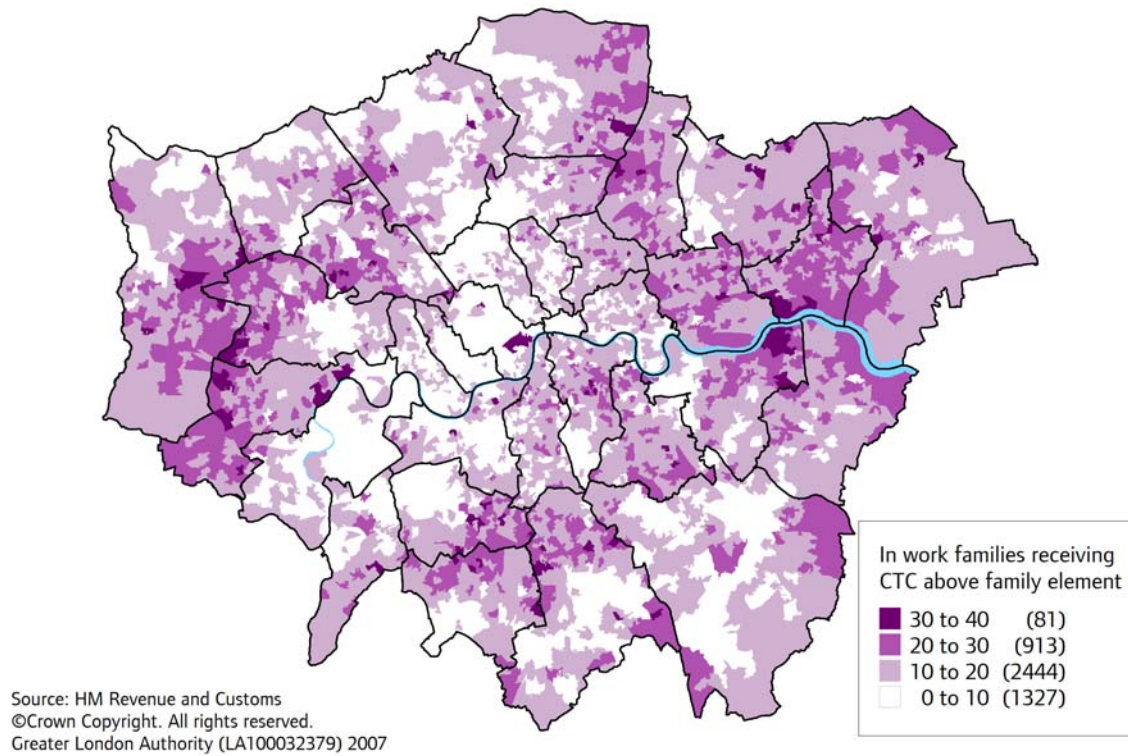 In work families receiving
CTC above family element
30 to 40 (81)
20 to 30 (913)
10 to 20 (2444)
0 to 10 (1327)
Source: HM Revenue and Customs
©Crown Copyright. All rights reserved.
Greater London Authority (LA100032379) 2007